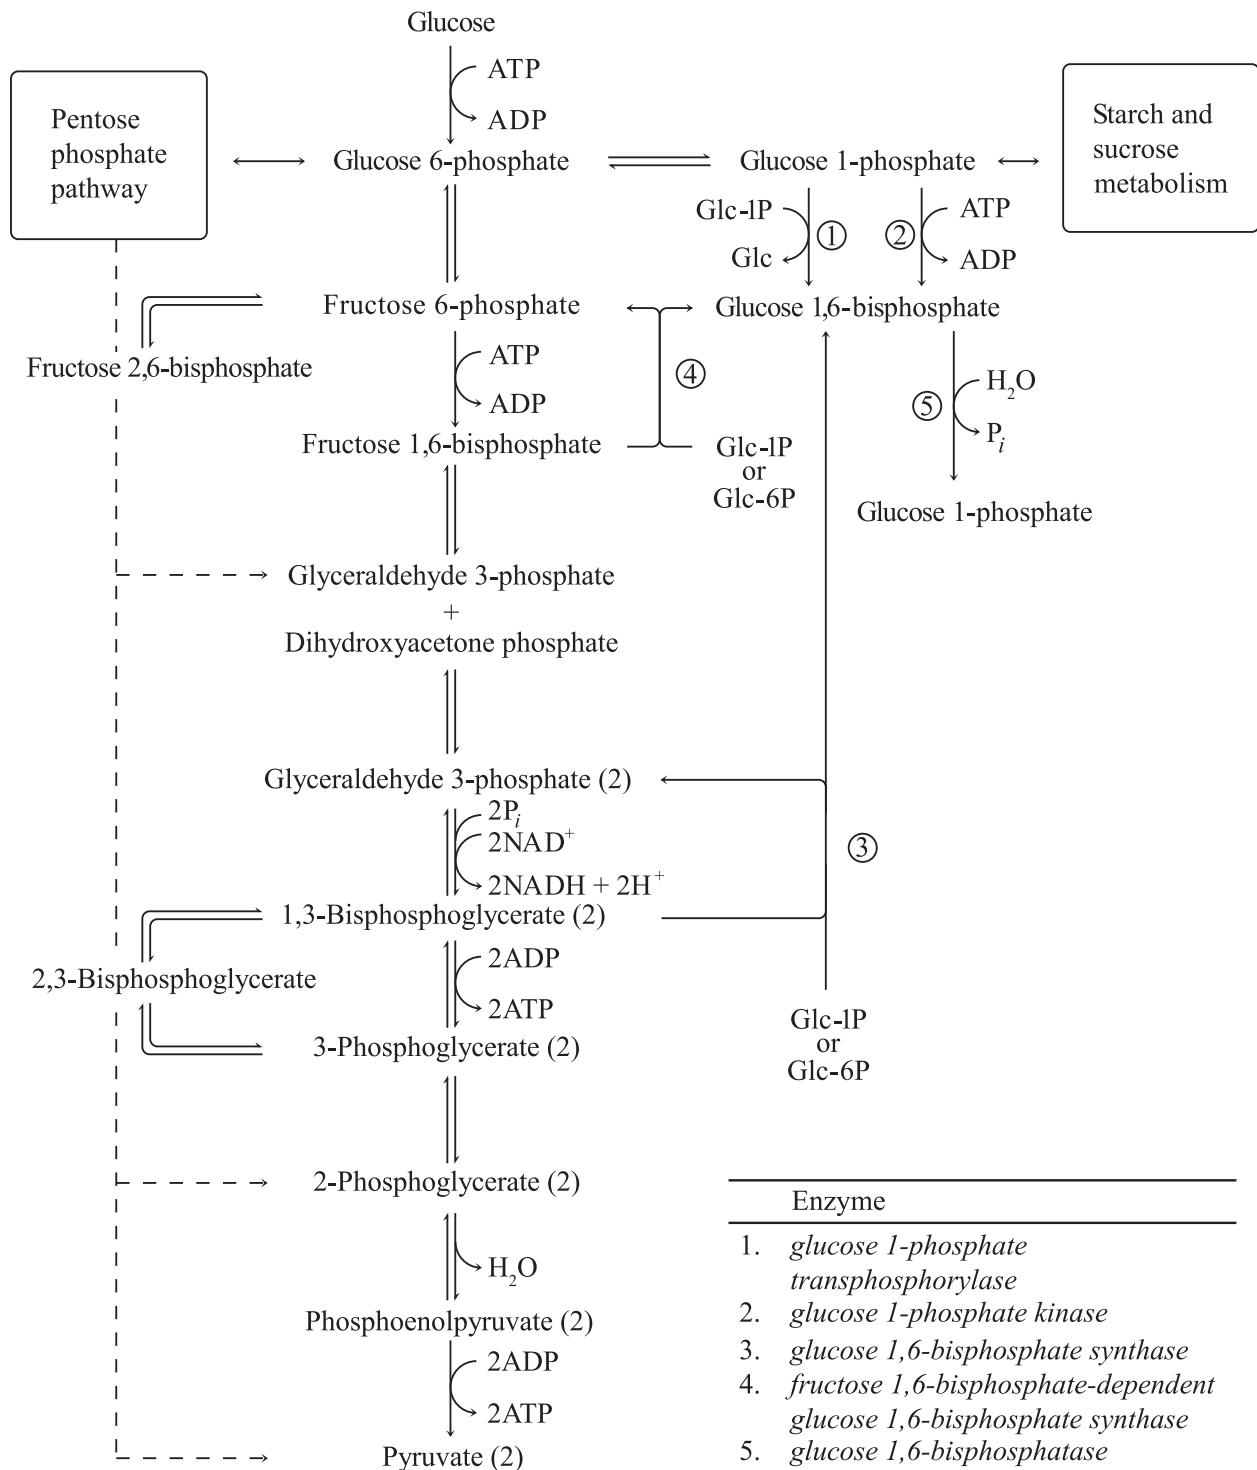 Glucose
ATP
ADP
Pentose
phosphate
pathway
Glucose 6-phosphate
Glucose 1-phosphate
Starch and
sucrose
metabolism
Glc-1P
Glc
①
②
ATP
ADP
Fructose 6-phosphate
Glucose 1,6-bisphosphate
Fructose 2,6-bisphosphate
ATP
ADP
④
⑤
H₂O
Pᵢ
Fructose 1,6-bisphosphate
Glc-1P
or
Glc-6P
Glucose 1-phosphate
Glyceraldehyde 3-phosphate
+
Dihydroxyacetone phosphate
Glyceraldehyde 3-phosphate (2)
2Pᵢ
2NAD⁺
2NADH + 2H⁺
③
1,3-Bisphosphoglycerate (2)
2,3-Bisphosphoglycerate
2ADP
2ATP
Glc-1P
or
Glc-6P
3-Phosphoglycerate (2)
2-Phosphoglycerate (2)
H₂O
Phosphoenolpyruvate (2)
2ADP
2ATP
Pyruvate (2)
Enzyme
1. glucose 1-phosphate
transphosphorylase
2. glucose 1-phosphate kinase
3. glucose 1,6-bisphosphate synthase
4. fructose 1,6-bisphosphate-dependent
glucose 1,6-bisphosphate synthase
5. glucose 1,6-bisphosphatase